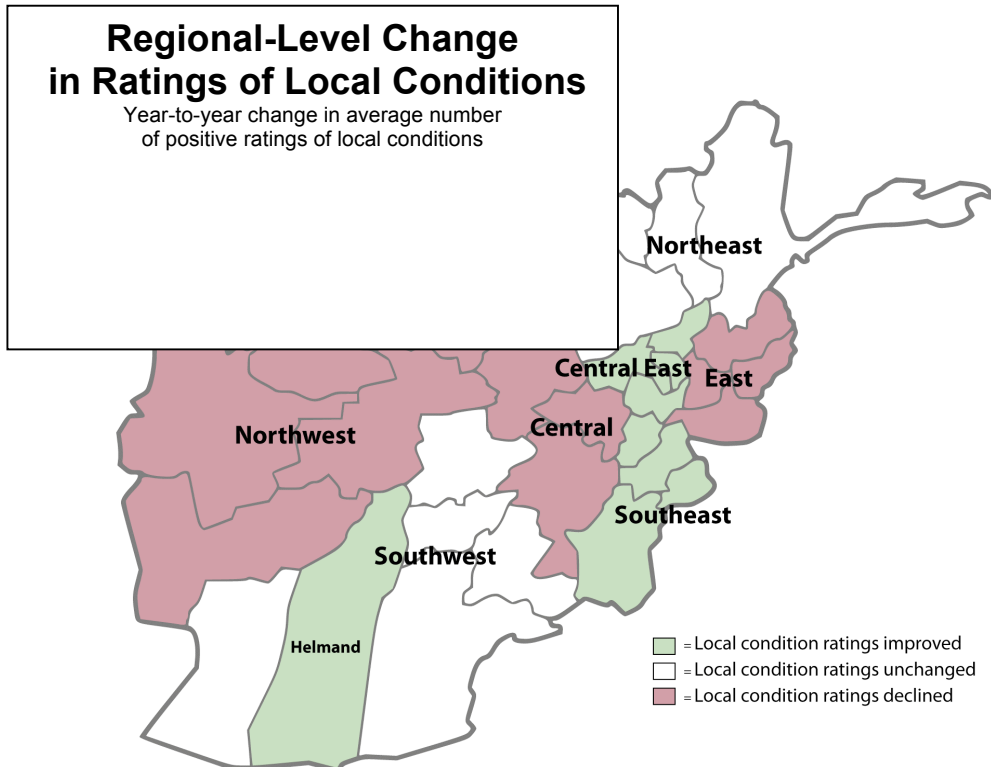 Regional-Level Change
in Ratings of Local Conditions
Year-to-year change in average number
of positive ratings of local conditions
Northeast
Central East
East
Northwest
Central
Southeast
Southwest
Helmand
= Local condition ratings improved
= Local condition ratings unchanged
= Local condition ratings declined